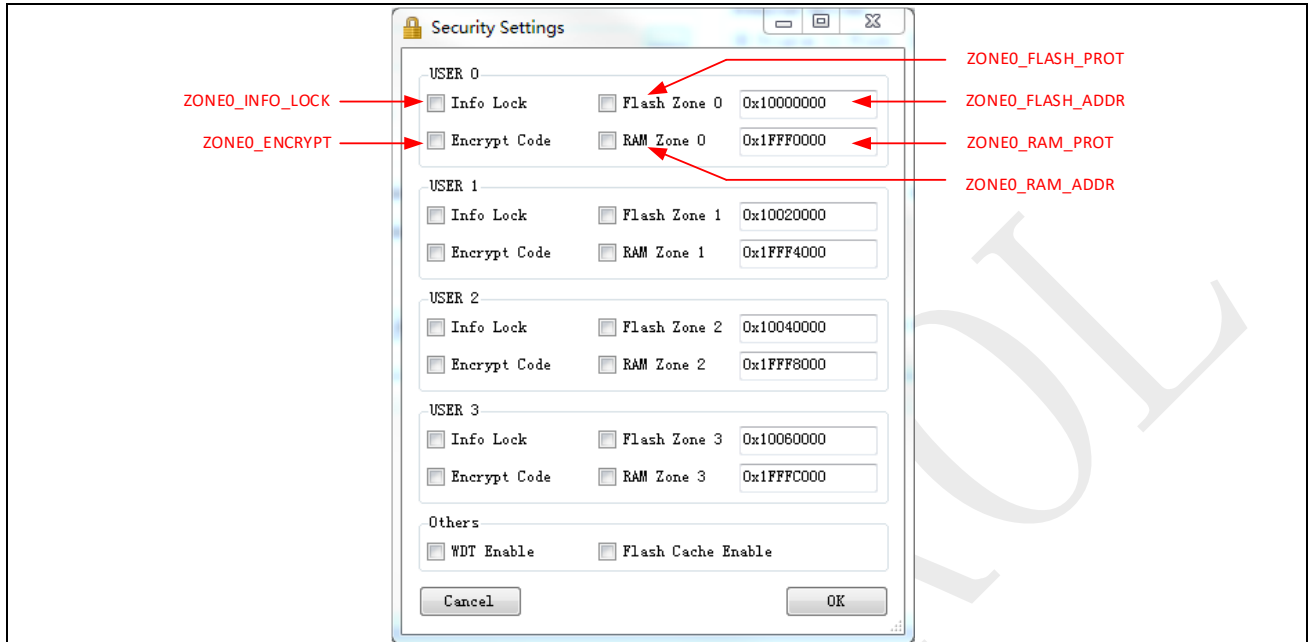 Security Settings
ZONE0_FLASH_PROT
USER 0
ZONE0_INFO_LOCK
Info Lock
Flash Zone 0
0x10000000
ZONE0_FLASH_ADDR
ZONE0_ENCRYPT
Encrypt Code
RAM Zone 0
0x1FFF0000
ZONE0_RAM_PROT
ZONE0_RAM_ADDR
USER 1
Info Lock
Flash Zone 1
0x10020000
Encrypt Code
RAM Zone 1
0x1FFF4000
USER 2
Info Lock
Flash Zone 2
0x10040000
Encrypt Code
RAM Zone 2
0x1FFF8000
USER 3
Info Lock
Flash Zone 3
0x10060000
Encrypt Code
RAM Zone 3
0x1FFFC000
Others
WDT Enable
Flash Cache Enable
Cancel
OK